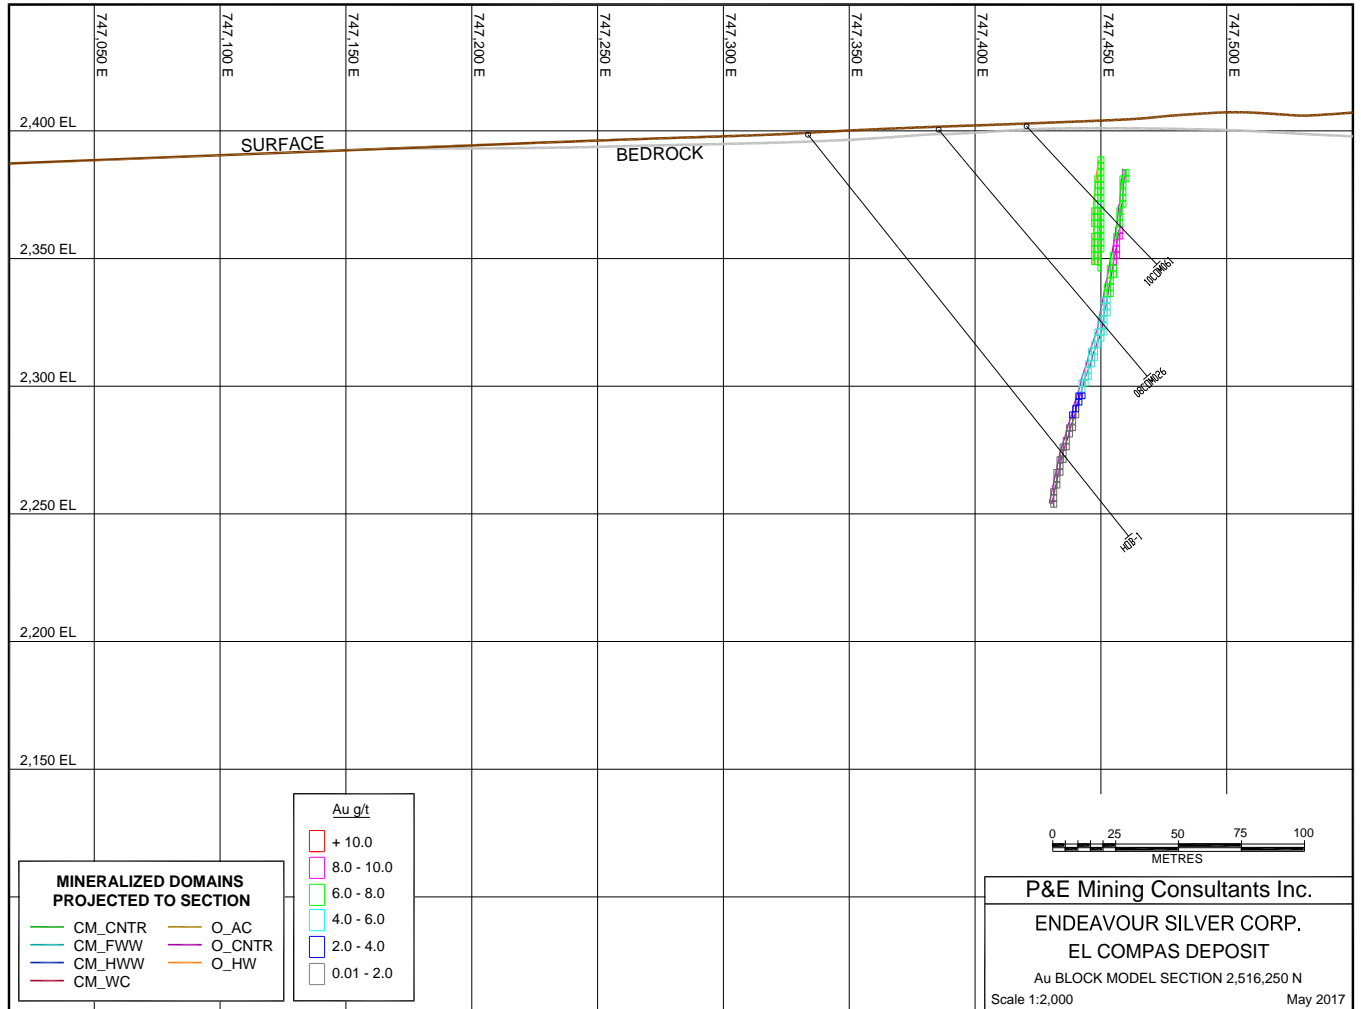 747,050 E
747,100 E
747,150 E
747,200 E
747,250 E
747,300 E
747,350 E
747,400 E
747,450 E
747,500 E
2,400 EL
SURFACE
BEDROCK
2,350 EL
10COM061
2,300 EL
08COM026
2,250 EL
HOB-1
2,200 EL
2,150 EL
Au g/t
+ 10.0
8.0 - 10.0
6.0 - 8.0
4.0 - 6.0
2.0 - 4.0
0.01 - 2.0
MINERALIZED DOMAINS
PROJECTED TO SECTION
CM_CNTR O_AC
CM_FWW O_CNTR
CM_HWW O_HW
CM_WC
0 25 50 75 100
METRES
P&E Mining Consultants Inc.
ENDEAVOUR SILVER CORP.
EL COMPAS DEPOSIT
Au BLOCK MODEL SECTION 2,516,250 N
Scale 1:2,000 May 2017